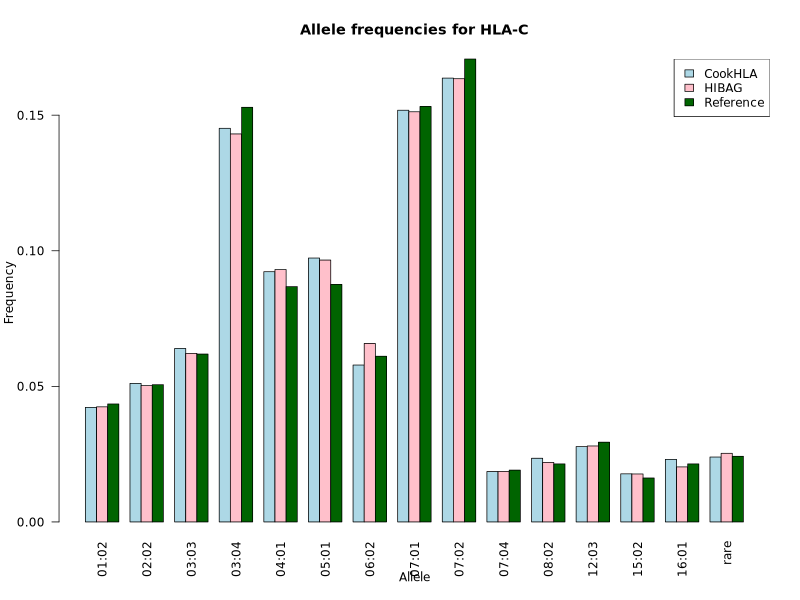 Allele frequencies for HLA-C
CookHLA
HIBAG
Reference
0.15
0.10
0.05
0.00
Frequency
01:02
02:02
03:03
03:04
04:01
05:01
06:02
07:01
07:02
07:04
08:02
12:03
15:02
16:01
rare
Allele